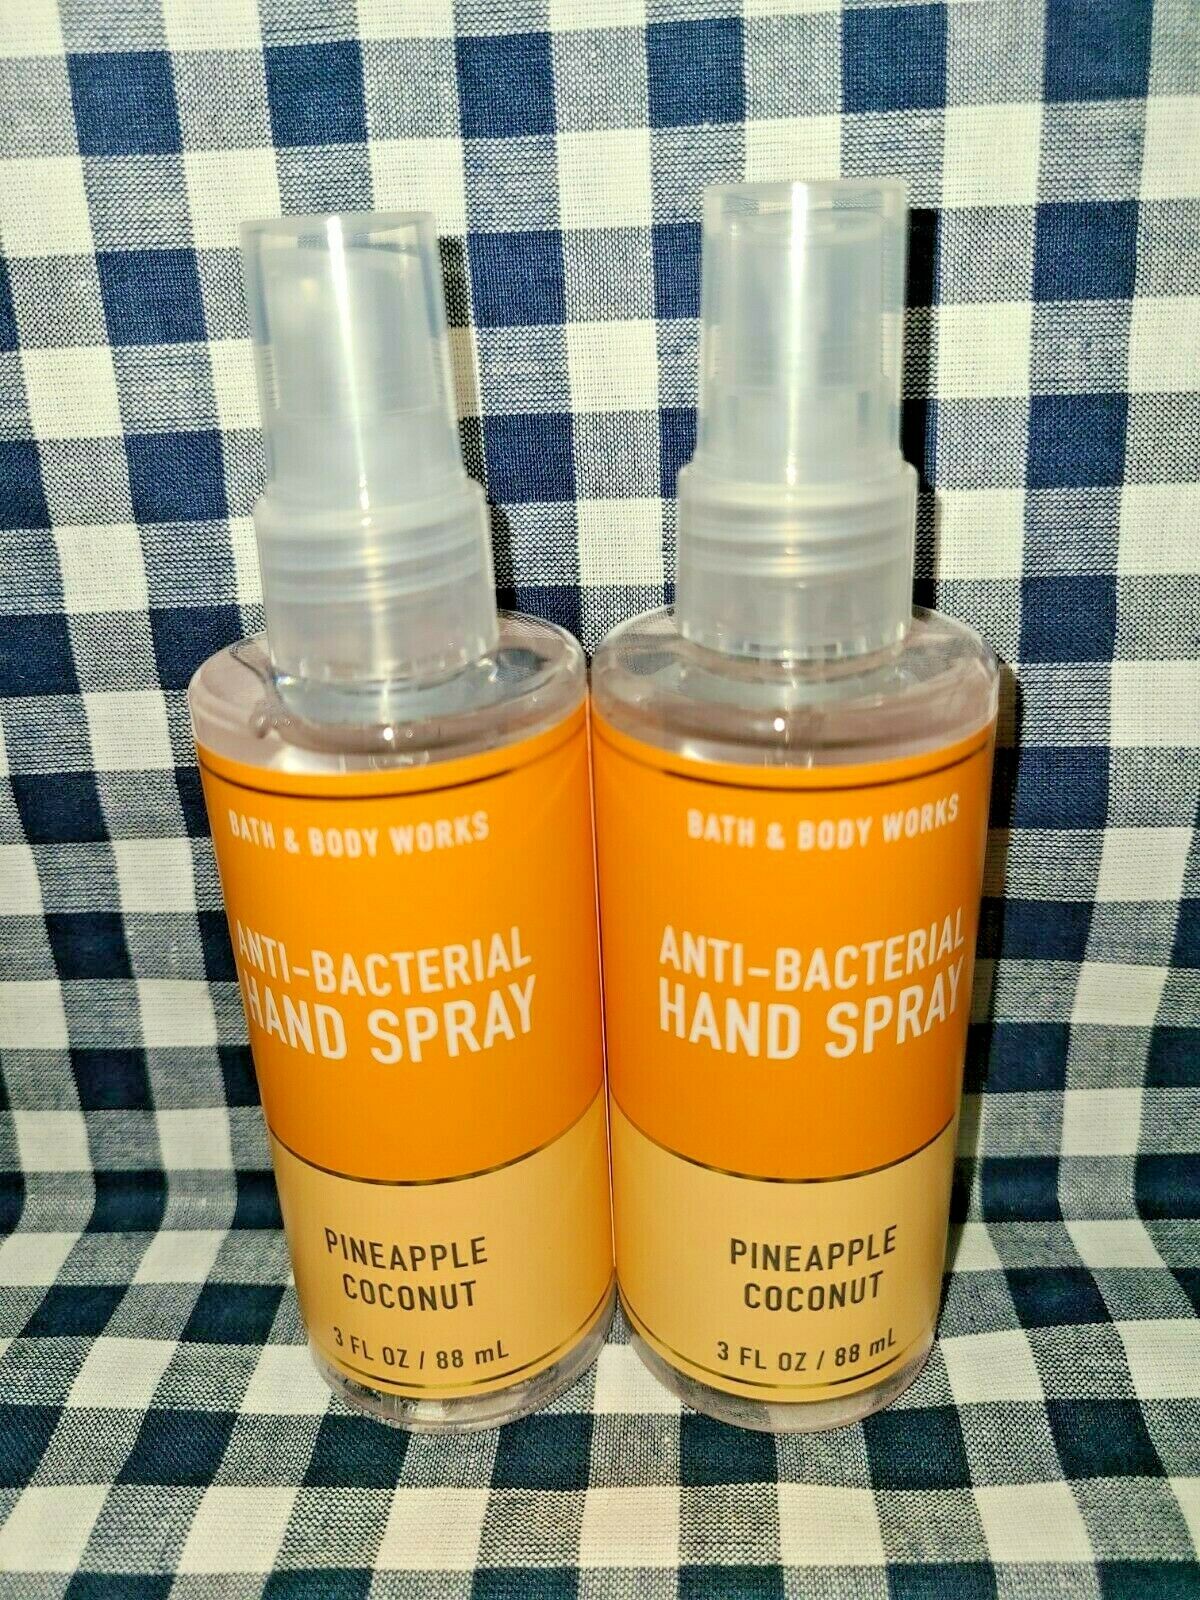 BATH & BODY WORKS
ANTI-BACTERIAL
HAND SPRAY
PINEAPPLE
COCONUT
3 FL OZ / 88 mL
BATH & BODY WORKS
ANTI-BACTERIAL
HAND SPRAY
PINEAPPLE
COCONUT
3 FL OZ / 88 mL